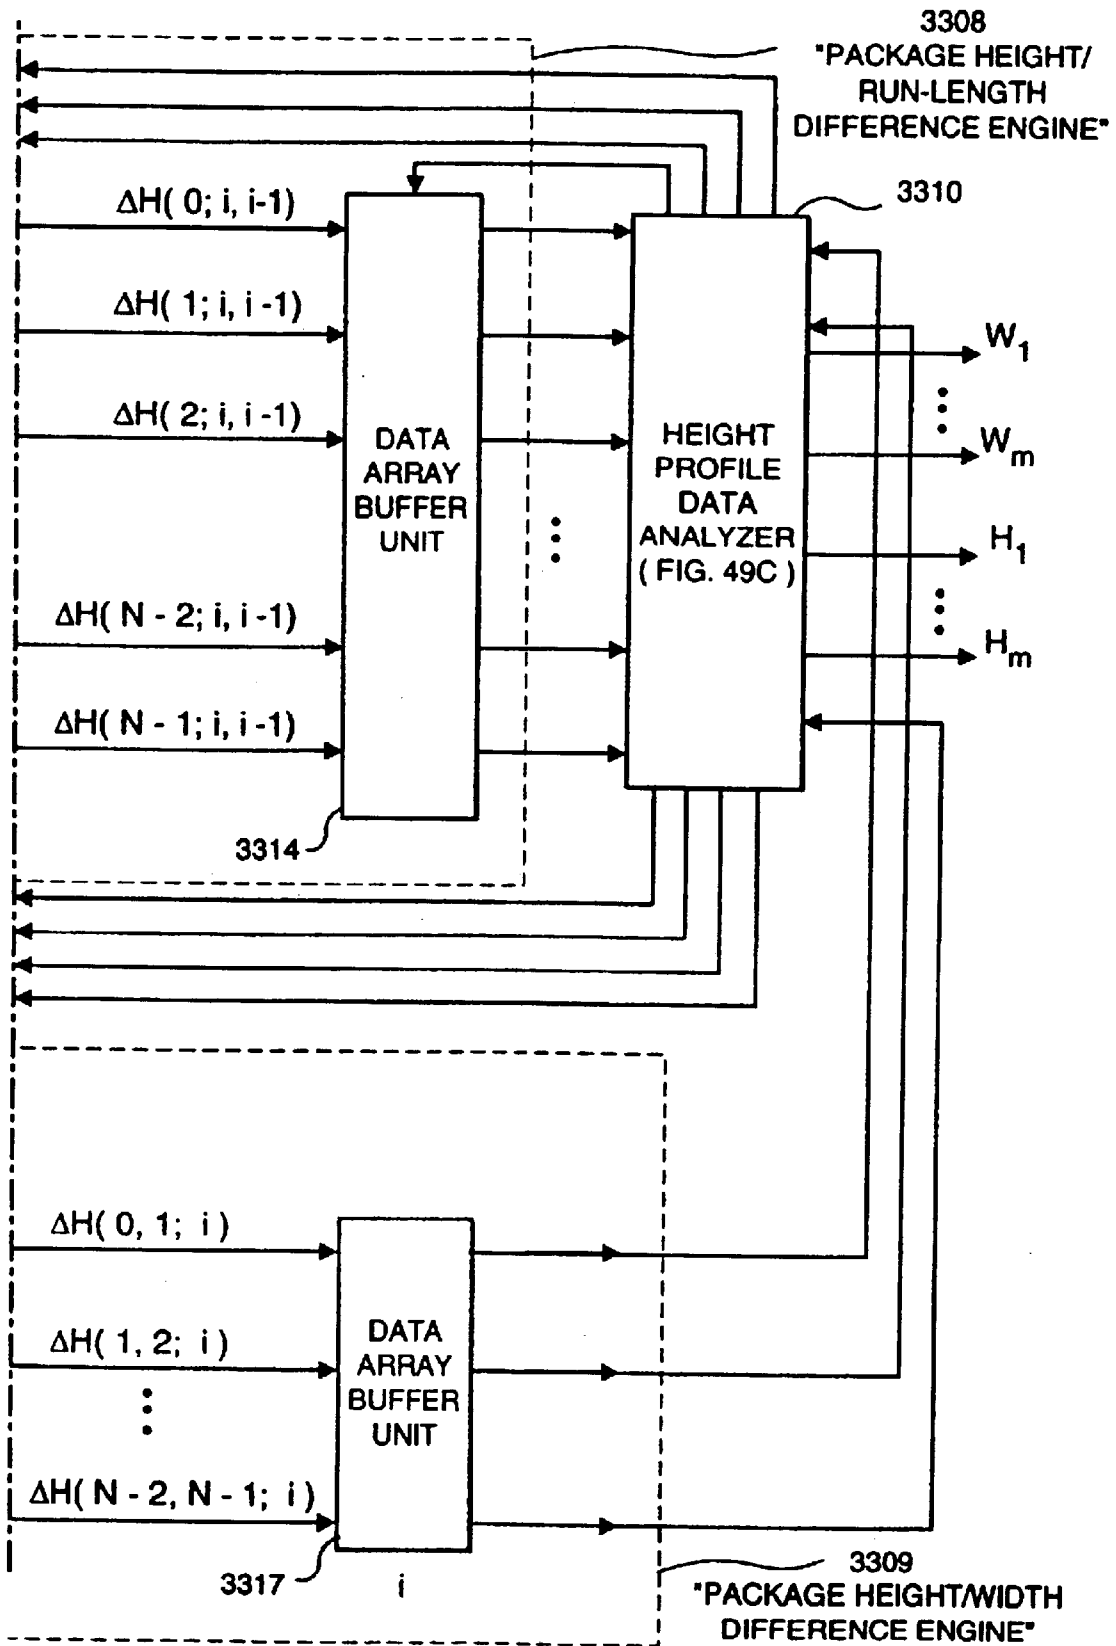 3308
"PACKAGE HEIGHT/
RUN-LENGTH
DIFFERENCE ENGINE"
3310
ΔH( 0; i, i-1)
ΔH( 1; i, i -1)
ΔH( 2; i, i -1)
DATA
ARRAY
BUFFER
UNIT
HEIGHT
PROFILE
DATA
ANALYZER
( FIG. 49C )
W1
Wm
H1
Hm
ΔH( N - 2; i, i-1)
ΔH( N - 1; i, i-1)
3314
ΔH( 0, 1; i )
ΔH( 1, 2; i )
ΔH( N - 2, N - 1; i )
DATA
ARRAY
BUFFER
UNIT
3317
i
3309
"PACKAGE HEIGHT/WIDTH
DIFFERENCE ENGINE"